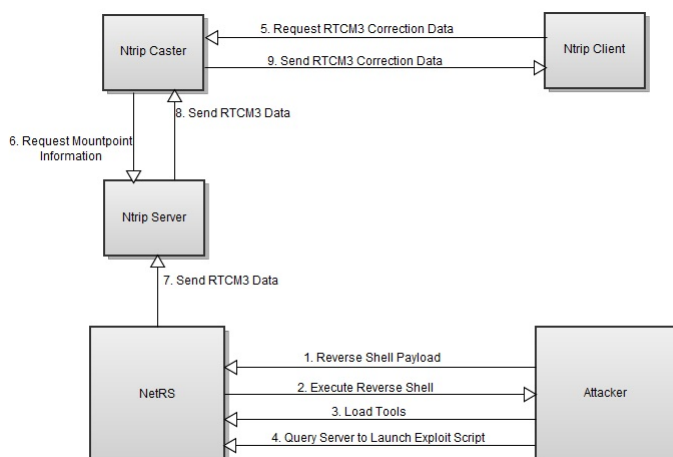 5. Request RTCM3 Correction Data
Ntrip Caster
Ntrip Client
9. Send RTCM3 Correction Data
8. Send RTCM3 Data
6. Request Mountpoint
Information
Ntrip Server
7. Send RTCM3 Data
1. Reverse Shell Payload
NetRS
2. Execute Reverse Shell
Attacker
3. Load Tools
4. Query Server to Launch Exploit Script